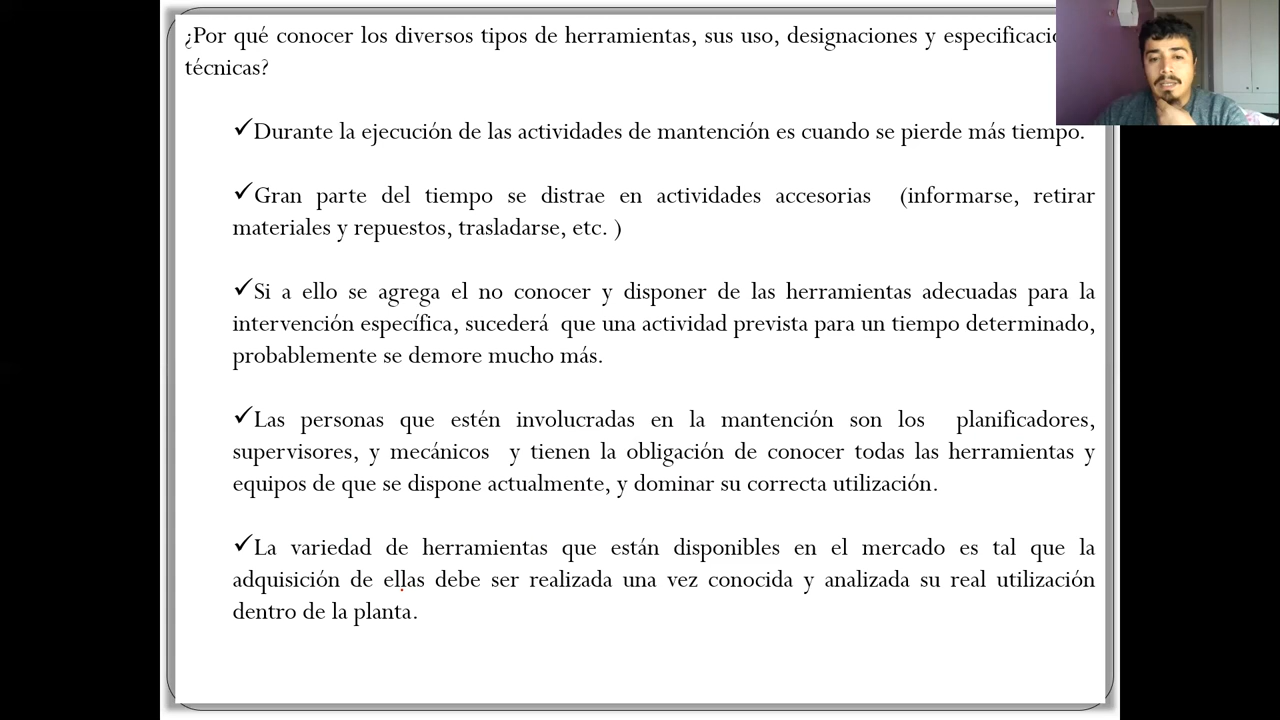 ¿Por qué conocer los diversos tipos de herramientas, sus uso, designaciones y
técnicas?
✓Durante la ejecución de las actividades de mantención es cuando se pierde más tiempo.
✓Gran parte del tiempo se distrae en actividades accesorias (informarse, retirar
materiales y repuestos, trasladarse, etc. )
✓Si a ello se agrega el no conocer y disponer de las herramientas adecuadas para la
intervención específica, sucederá que una actividad prevista para un tiempo determinado,
probablemente se demore mucho más.
✓Las personas que estén involucradas en la mantención son los planificadores,
supervisores, y mecánicos y tienen la obligación de conocer todas las herramientas y
equipos de que se dispone actualmente, y dominar su correcta utilización.
✓La variedad de herramientas que están disponibles en el mercado es tal que la
adquisición de ellas debe ser realizada una vez conocida y analizada su real utilización
dentro de la planta.